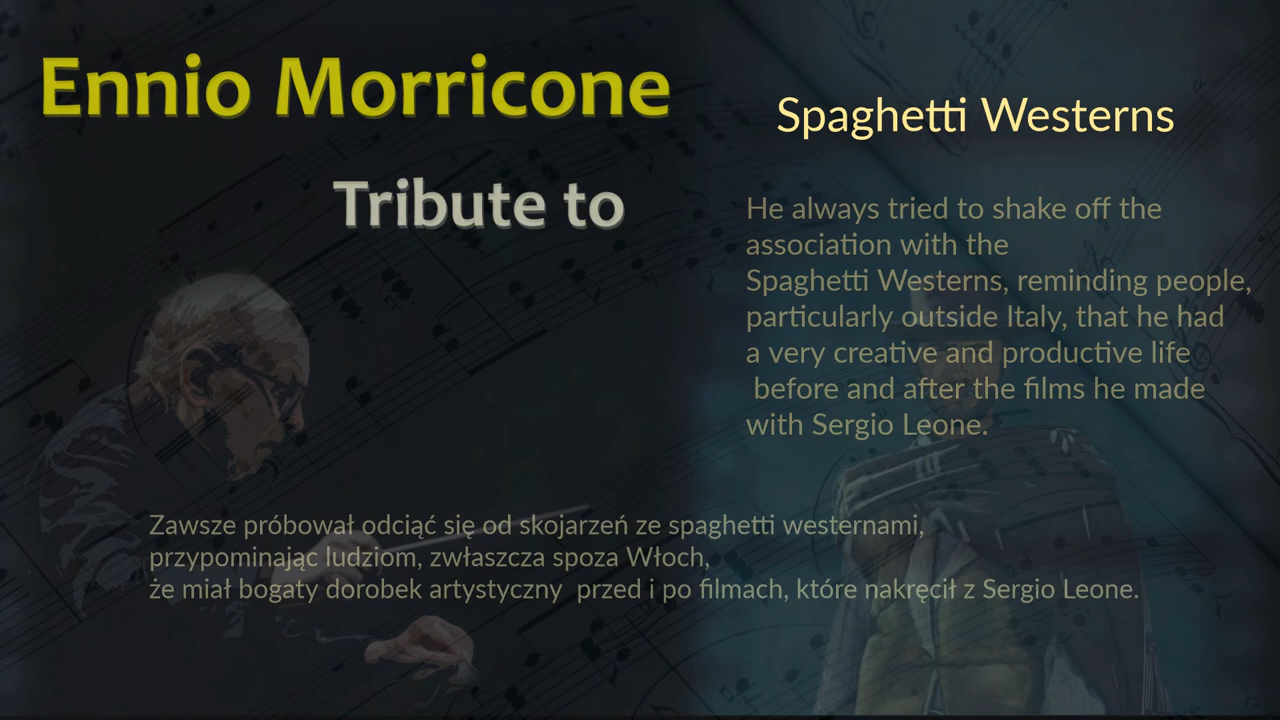 Ennio Morricone
Tribute to
Spaghetti Westerns
He always tried to shake off the
association with the
Spaghetti Westerns, reminding people,
particularly outside Italy, that he had
a very creative and productive life
before and after the films he made
with Sergio Leone.
Zawsze próbował odciąć się od skojarzeń ze spaghetti westernami,
przypominając ludziom, zwłaszcza spoza Włoch,
że miał bogaty dorobek artystyczny  przed i po filmach, które nakręcił z Sergio Leone.